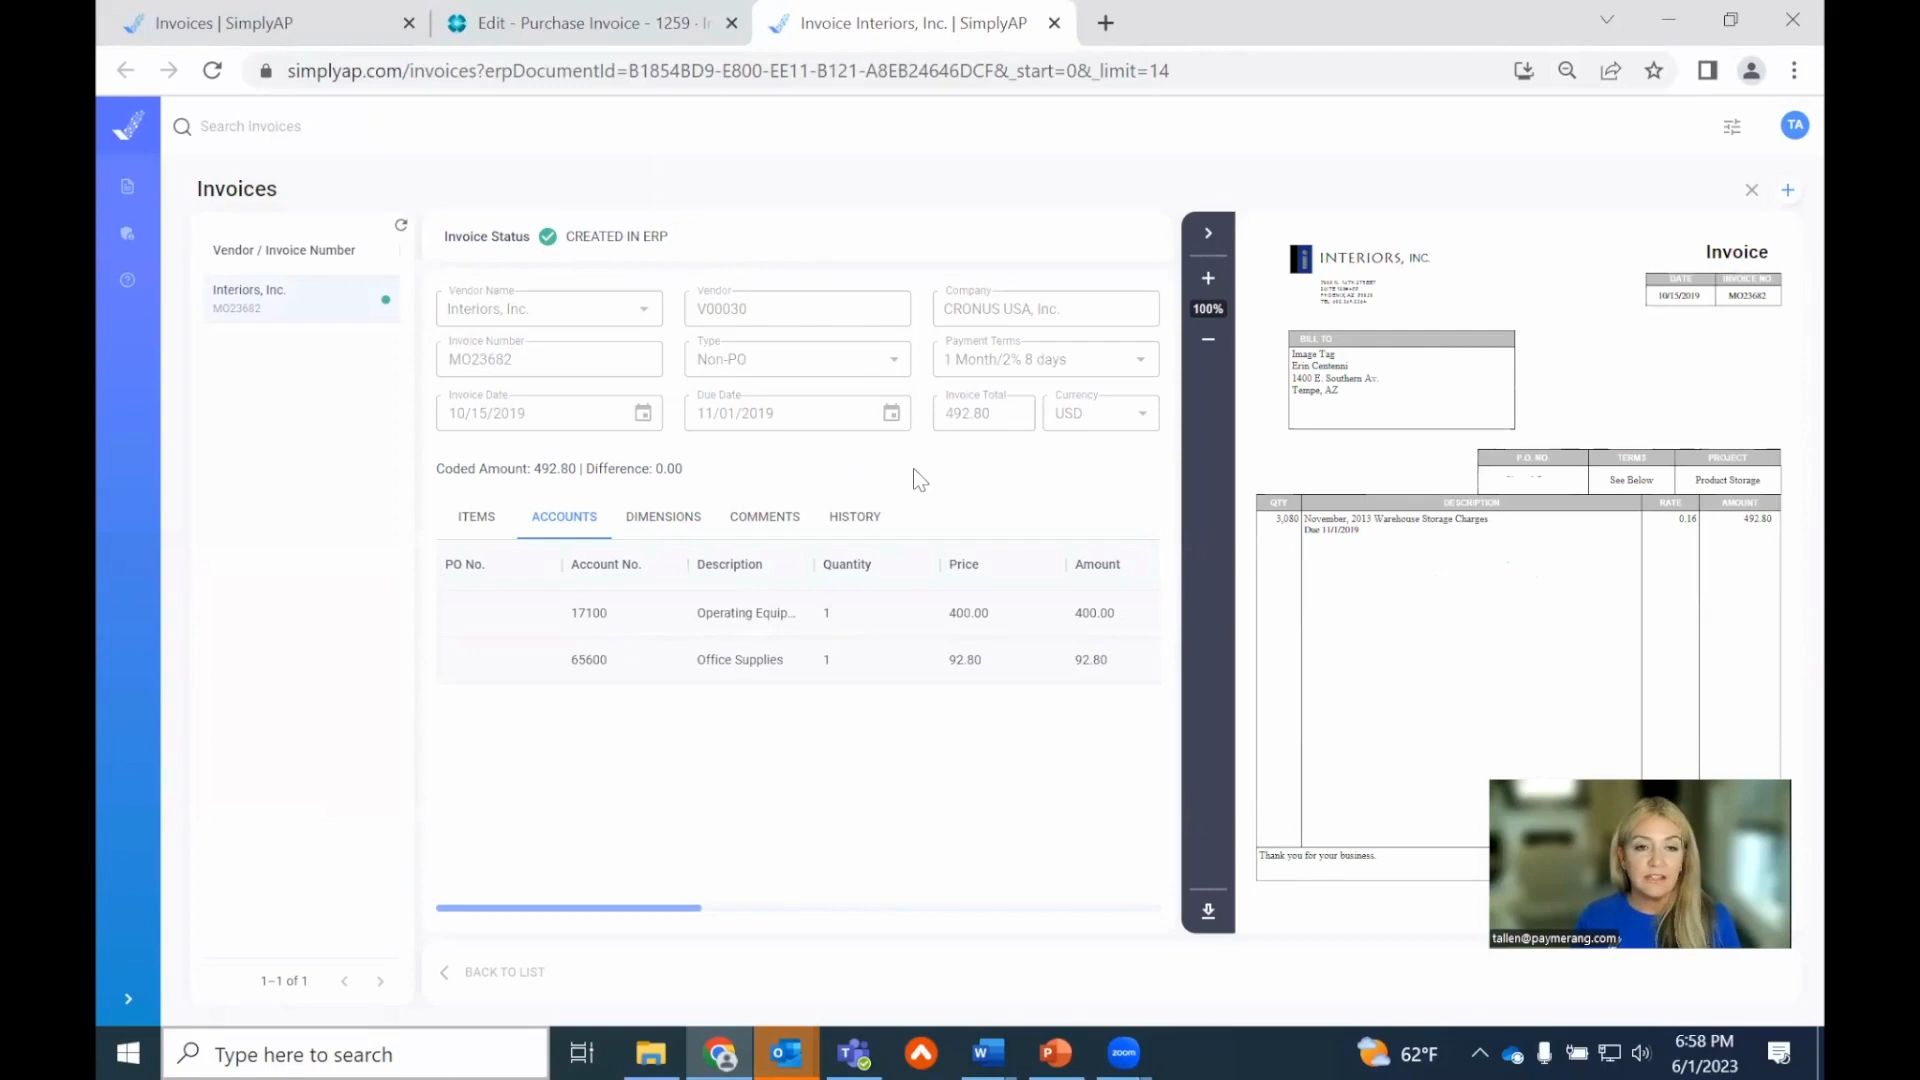 Invoices | SimplyAP
Edit - Purchase Invoice - 1259 · I
Invoice Interiors, Inc. | SimplyAP
simplyap.com/invoices?erpDocumentId=B1854BD9-E800-EE11-B121-A8EB24646DCF&_start=0&_limit=14
Search Invoices
TA
Invoices
Vendor / Invoice Number
Interiors, Inc.
MO23682
Invoice Status CREATED IN ERP
Vendor Name Vendor Company
Interiors, Inc. V00030 CRONUS USA, Inc.
Invoice Number Type Payment Terms
MO23682 Non-PO 1 Month/2% 8 days
Invoice Date Due Date Invoice Total Currency
10/15/2019 11/01/2019 492.80 USD
Coded Amount: 492.80 | Difference: 0.00
ITEMS ACCOUNTS DIMENSIONS COMMENTS HISTORY
PO No. Account No. Description Quantity Price Amount
17100 Operating Equip... 1 400.00 400.00
65600 Office Supplies 1 92.80 92.80
1–1 of 1
BACK TO LIST
100%
INTERIORS, INC.
Invoice
DATE INVOICE NO
10/15/2019 MO23682
BILL TO
Image Tag
Erin Centenni
1400 E. Southern Av.
Tempe, AZ
P.O. NO. TERMS PROJECT
See Below Product Storage
QTY DESCRIPTION RATE AMOUNT
3,080 November, 2013 Warehouse Storage Charges 0.16 492.80
Due 11/1/2019
Thank you for your business.
tallen@paymerang.com
Type here to search
zoom
62°F
6:58 PM
6/1/2023